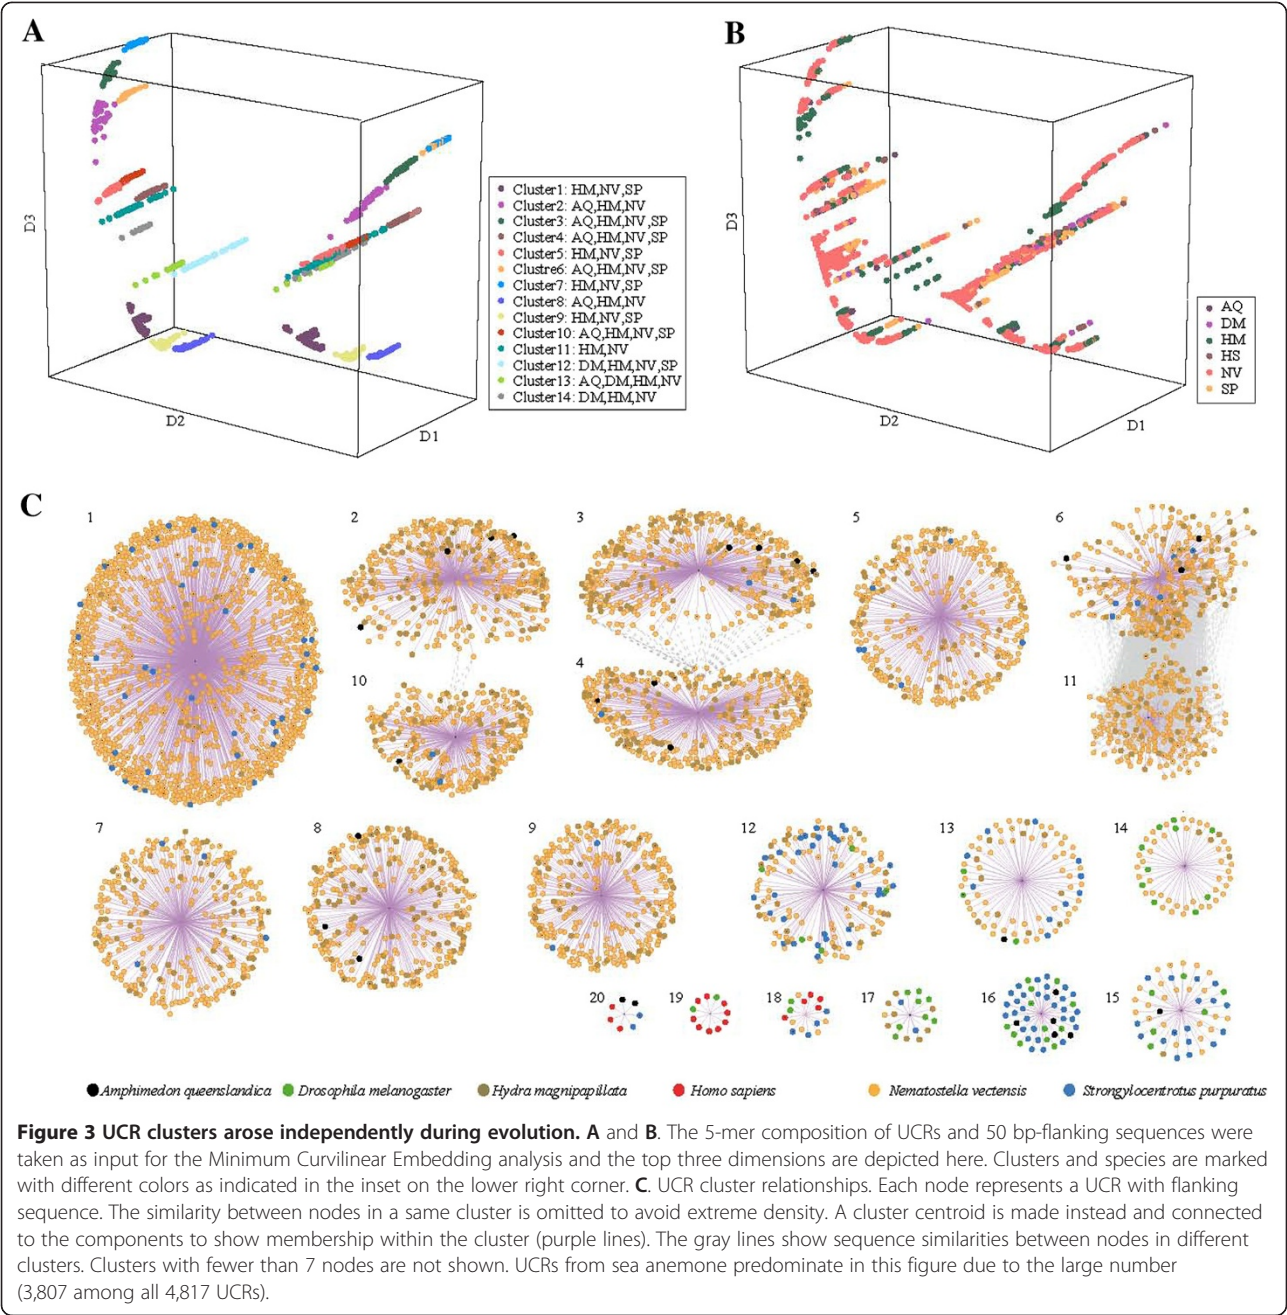 A
B
D3
D2
D1
Cluster1: HM,NV,SP
Cluster2: AQ,HM,NV
Cluster3: AQ,HM,NV,SP
Cluster4: AQ,HM,NV,SP
Cluster5: HM,NV,SP
Clustre6: AQ,HM,NV,SP
Cluster7: HM,NV,SP
Cluster8: AQ,HM,NV
Cluster9: HM,NV,SP
Cluster10: AQ,HM,NV,SP
Cluster11: HM,NV
Cluster12: DM,HM,NV,SP
Cluster13: AQ,DM,HM,NV
Cluster14: DM,HM,NV
D3
D2
D1
AQ
DM
HM
HS
NV
SP
C
1
2
3
5
6
4
10
11
7
8
9
12
13
14
20
19
18
17
16
15
Amphimedon queenslandica
Drosophila melanogaster
Hydra magnipapillata
Homo sapiens
Nematostella vectensis
Strongylocentrotus purpuratus
Figure 3 UCR clusters arose independently during evolution. A and B. The 5-mer composition of UCRs and 50 bp-flanking sequences were
taken as input for the Minimum Curvilinear Embedding analysis and the top three dimensions are depicted here. Clusters and species are marked
with different colors as indicated in the inset on the lower right corner. C. UCR cluster relationships. Each node represents a UCR with flanking
sequence. The similarity between nodes in a same cluster is omitted to avoid extreme density. A cluster centroid is made instead and connected
to the components to show membership within the cluster (purple lines). The gray lines show sequence similarities between nodes in different
clusters. Clusters with fewer than 7 nodes are not shown. UCRs from sea anemone predominate in this figure due to the large number
(3,807 among all 4,817 UCRs).